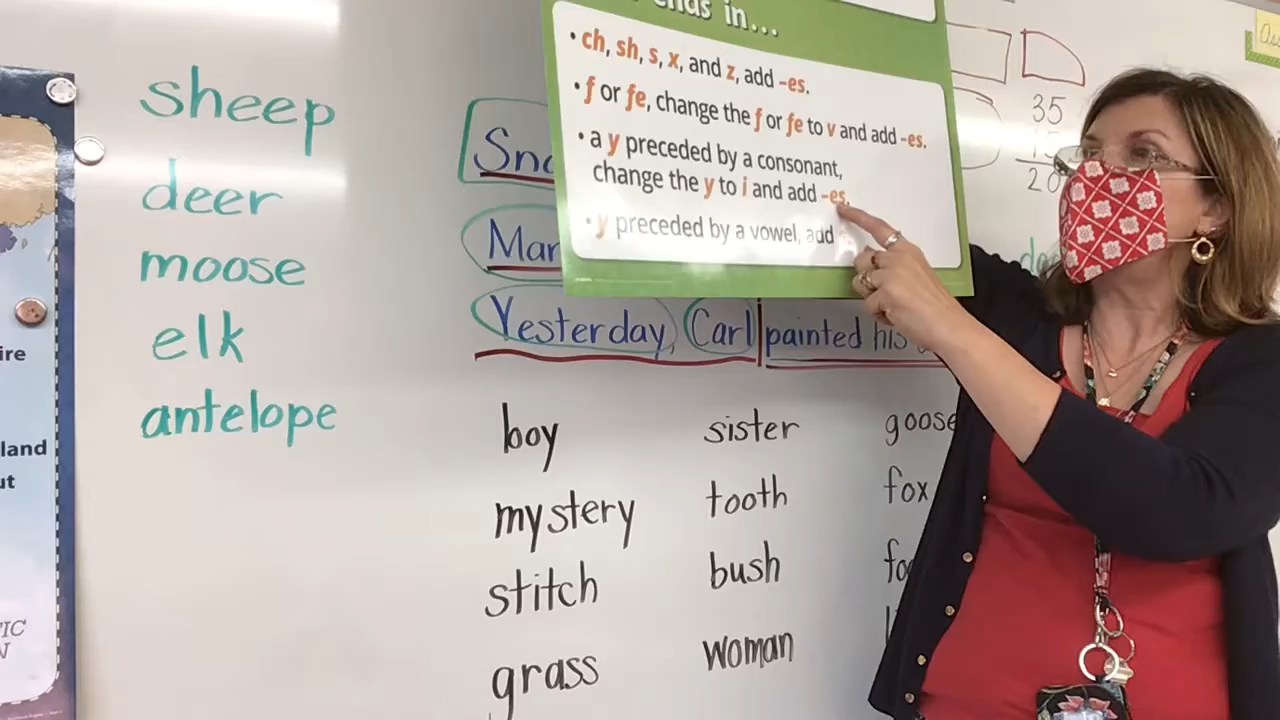 ends in...
• ch, sh, s, x, and z, add -es.
• f or fe, change the f or fe to v and add -es.
• a y preceded by a consonant,
change the y to i and add -es.
• y preceded by a vowel, add
sheep
deer
moose
elk
antelope
Yesterday, Carl painted his
boy
mystery
stitch
grass
sister
tooth
bush
woman
goose
fox
35
land